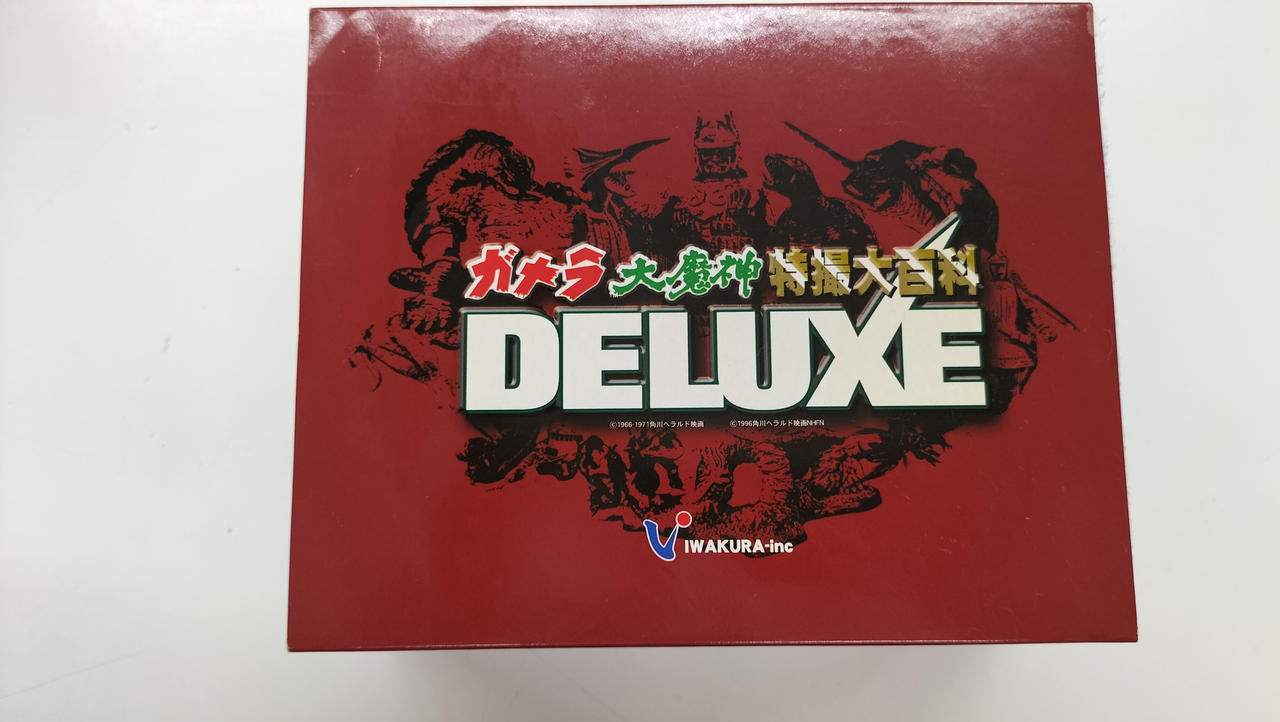 ガメラ 大魔神 特撮大百科
DELUXE
©1966-1971角川ヘラルド映画 ©1996角川ヘラルド映画NHFN
IWAKURA-inc